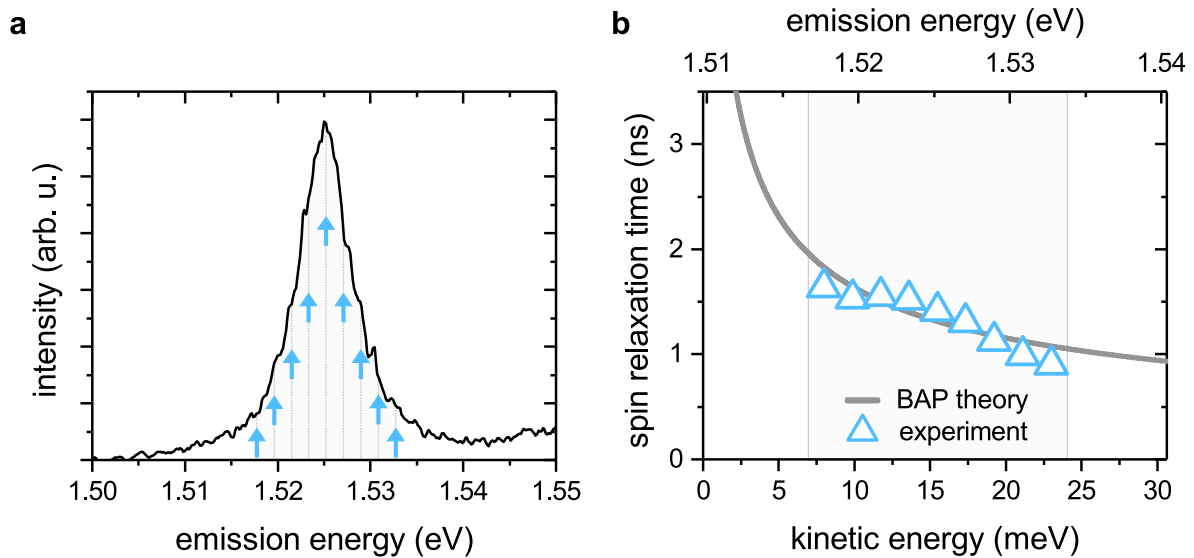 a
intensity (arb. u.)
1.50 1.51 1.52 1.53 1.54 1.55
emission energy (eV)
b
emission energy (eV)
1.51 1.52 1.53 1.54
spin relaxation time (ns)
3
2
1
0
BAP theory
experiment
0 5 10 15 20 25 30
kinetic energy (meV)